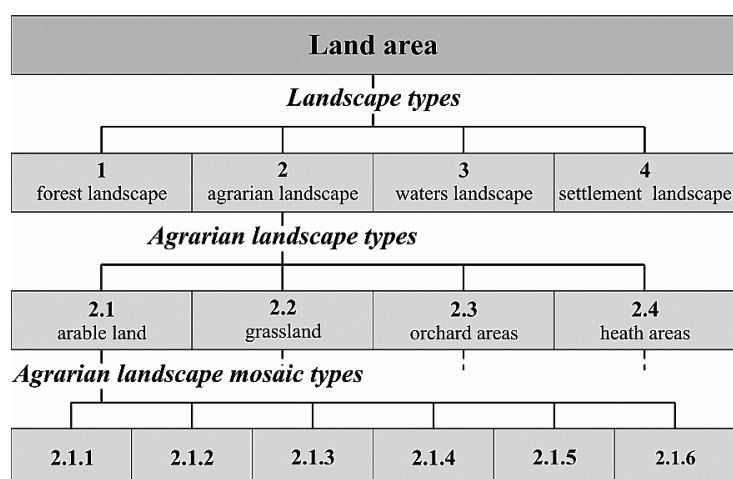 Land area
Landscape types
1 2 3 4
forest landscape agrarian landscape waters landscape settlement landscape
Agrarian landscape types
2.1 2.2 2.3 2.4
arable land grassland orchard areas heath areas
Agrarian landscape mosaic types
2.1.1 2.1.2 2.1.3 2.1.4 2.1.5 2.1.6